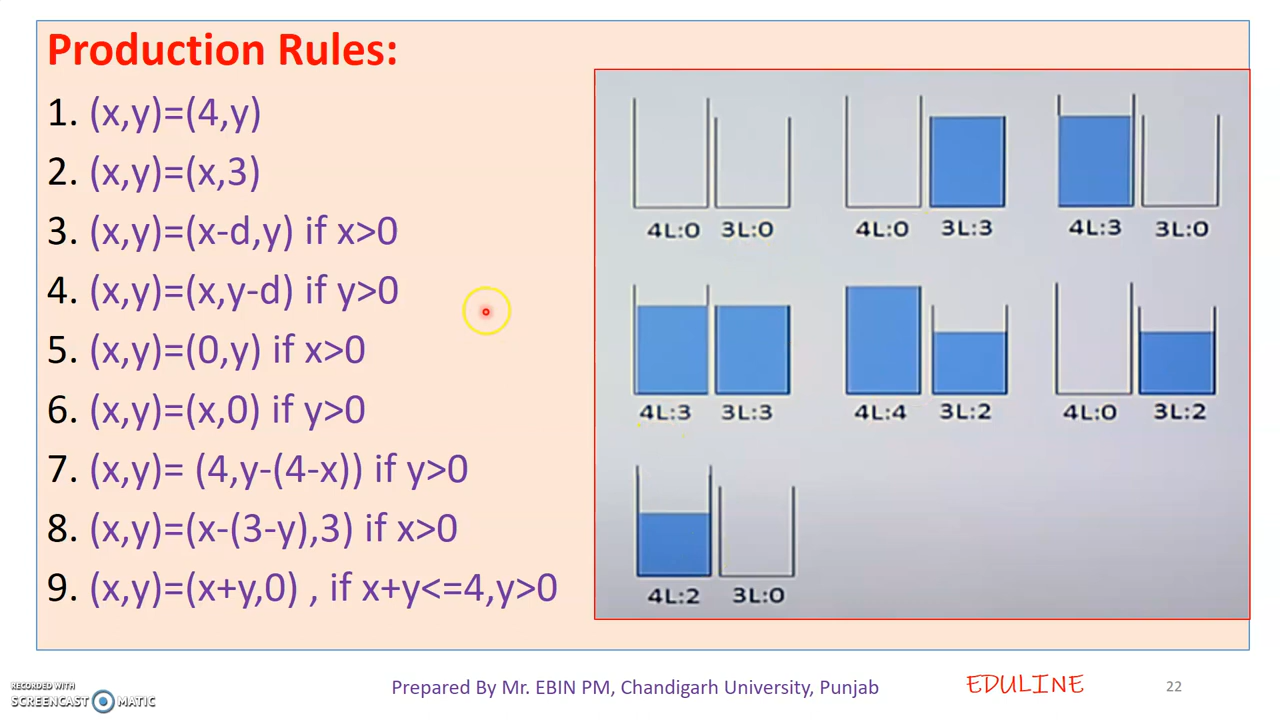 Production Rules:
1. (x,y)=(4,y)
2. (x,y)=(x,3)
3. (x,y)=(x-d,y) if x>0
4. (x,y)=(x,y-d) if y>0
5. (x,y)=(0,y) if x>0
6. (x,y)=(x,0) if y>0
7. (x,y)= (4,y-(4-x)) if y>0
8. (x,y)=(x-(3-y),3) if x>0
9. (x,y)=(x+y,0) , if x+y<=4,y>0
4L:0 3L:0 4L:0 3L:3 4L:3 3L:0
4L:3 3L:3 4L:4 3L:2 4L:0 3L:2
4L:2 3L:0
RECORDED WITH
SCREENCAST MATIC
Prepared By Mr. EBIN PM, Chandigarh University, Punjab
EDULINE
22